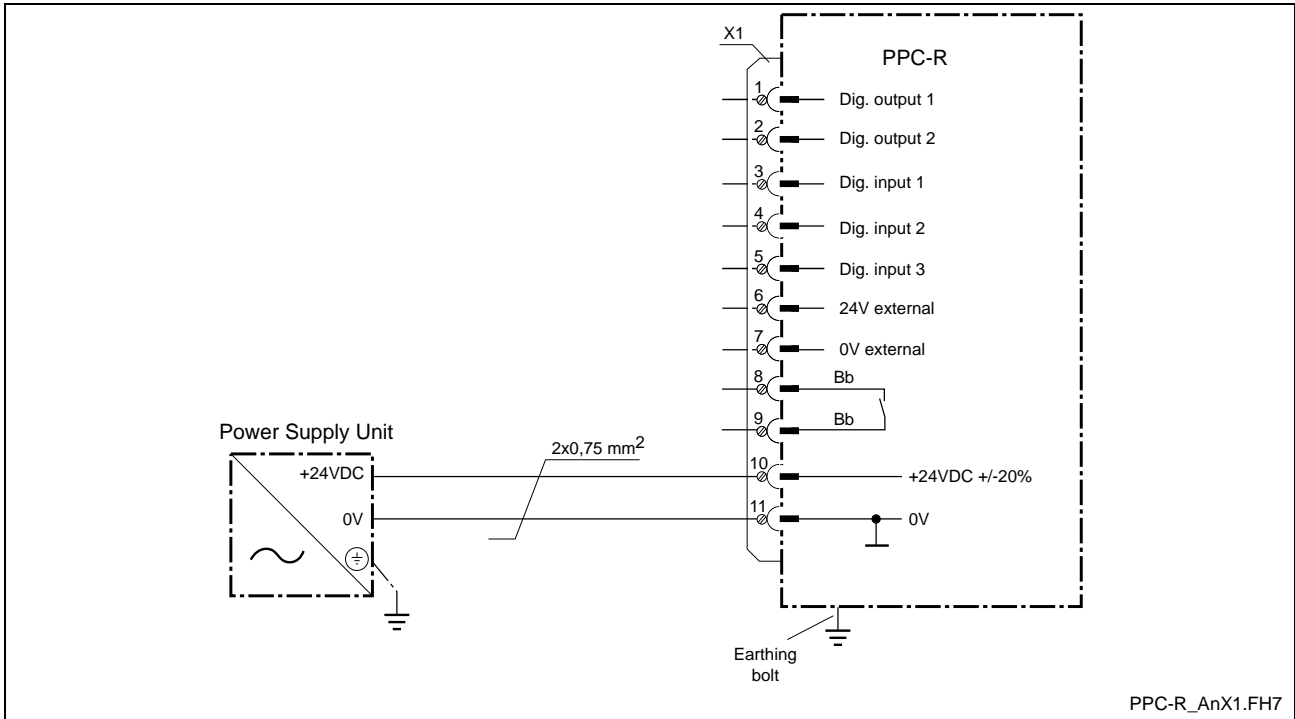 X1
PPC-R
1
Dig. output 1
2
Dig. output 2
3
Dig. input 1
4
Dig. input 2
5
Dig. input 3
6
24V external
7
0V external
8
Bb
9
Bb
Power Supply Unit
2x0,75 mm²
+24VDC
10
+24VDC +/-20%
0V
11
0V
Earthing
bolt
PPC-R_AnX1.FH7